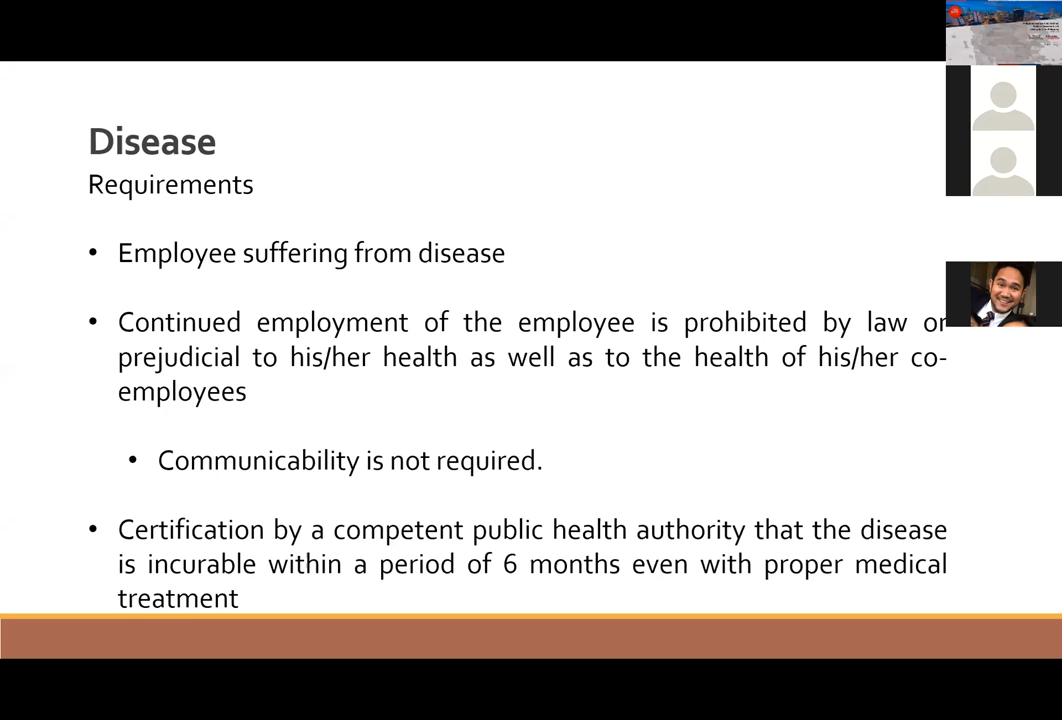 Disease
Requirements
• Employee suffering from disease
• Continued employment of the employee is prohibited by law or
prejudicial to his/her health as well as to the health of his/her co-
employees
• Communicability is not required.
• Certification by a competent public health authority that the disease
is incurable within a period of 6 months even with proper medical
treatment